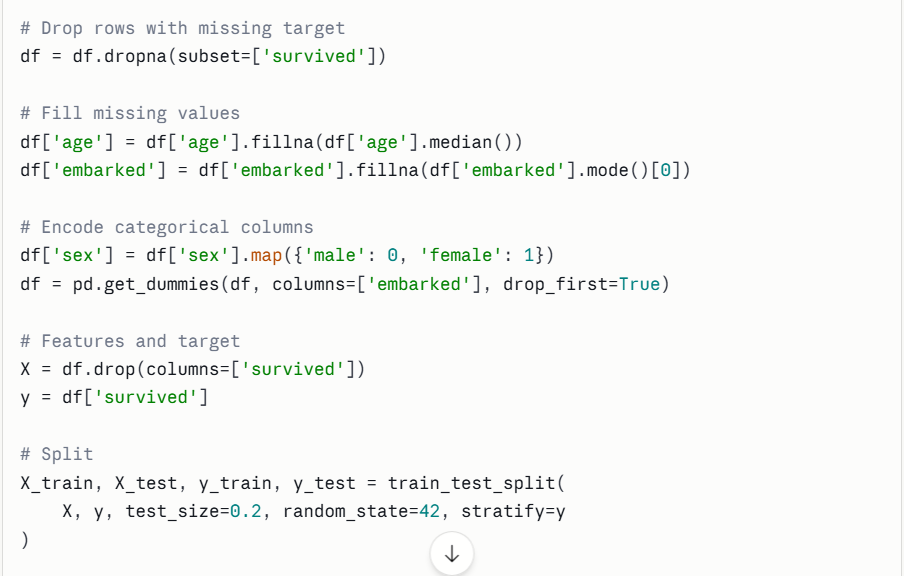 # Drop rows with missing target
df = df.dropna(subset=['survived'])
# Fill missing values
df['age'] = df['age'].fillna(df['age'].median())
df['embarked'] = df['embarked'].fillna(df['embarked'].mode()[0])
# Encode categorical columns
df['sex'] = df['sex'].map({'male': 0, 'female': 1})
df = pd.get_dummies(df, columns=['embarked'], drop_first=True)
# Features and target
X = df.drop(columns=['survived'])
y = df['survived']
# Split
X_train, X_test, y_train, y_test = train_test_split(
    X, y, test_size=0.2, random_state=42, stratify=y
)